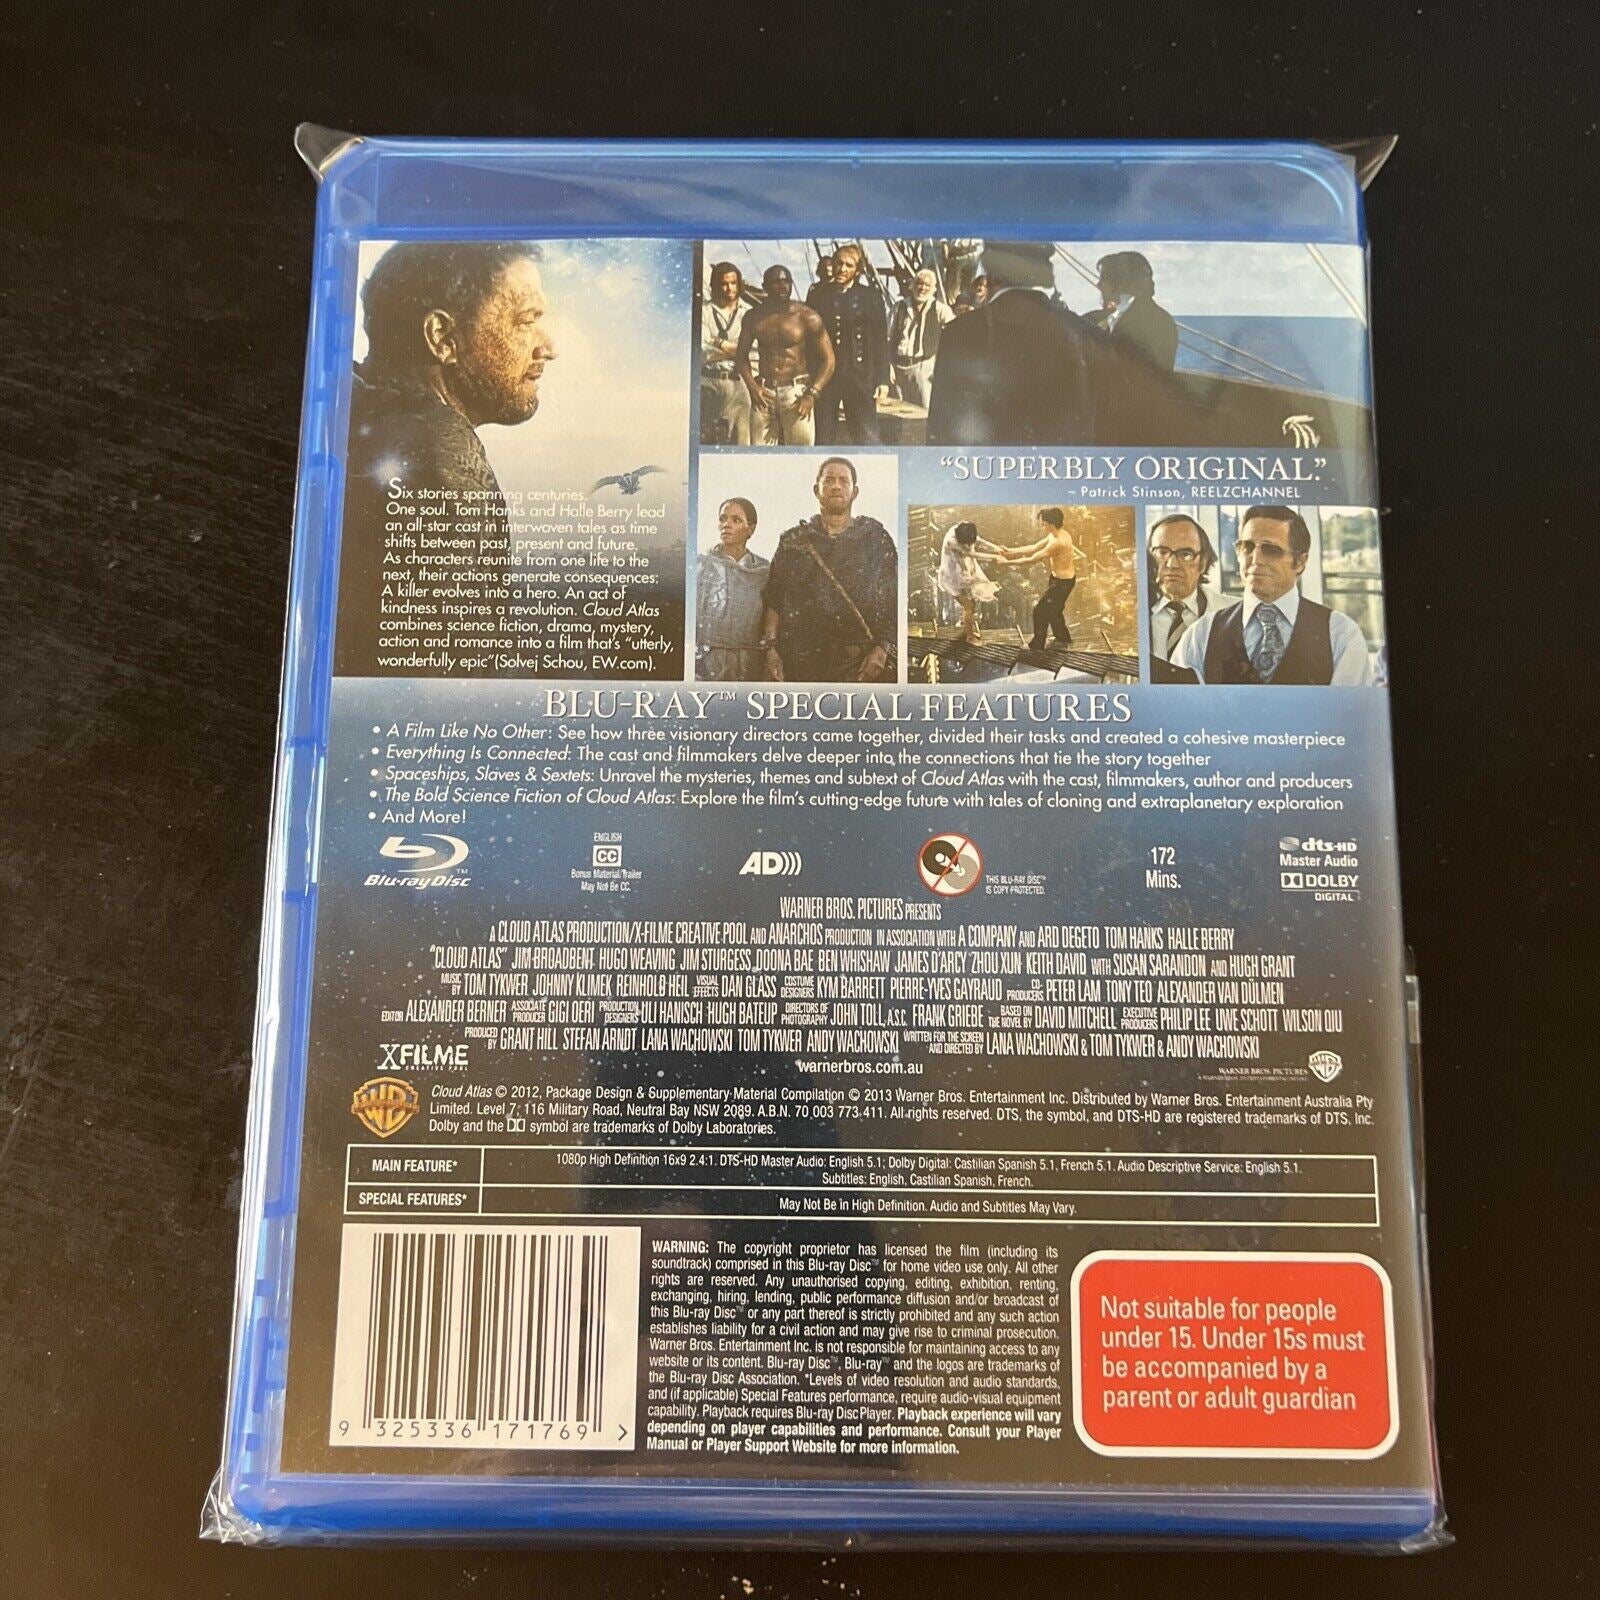 Six stories spanning centuries.
One soul. Tom Hanks and Halle Berry lead
an all-star cast in interwoven tales as time
shifts between past, present and future.
As characters reunite from one life to the
next, their actions generate consequences:
A killer evolves into a hero. An act of
kindness inspires a revolution. Cloud Atlas
combines science fiction, drama, mystery,
action and romance into a film that's "utterly,
wonderfully epic"(Solvej Schou, EW.com).
"SUPERBLY ORIGINAL."
– Patrick Stinson, REELZCHANNEL
BLU-RAY™ SPECIAL FEATURES
• A Film Like No Other: See how three visionary directors came together, divided their tasks and created a cohesive masterpiece
• Everything Is Connected: The cast and filmmakers delve deeper into the connections that tie the story together
• Spaceships, Slaves & Sextets: Unravel the mysteries, themes and subtext of Cloud Atlas with the cast, filmmakers, author and producers
• The Bold Science Fiction of Cloud Atlas: Explore the film's cutting-edge future with tales of cloning and extraplanetary exploration
• And More!
Blu-ray Disc™
ENGLISH
CC
Bonus Material/Trailer
May Not Be CC.
AD)))
THIS BLU-RAY DISC™
IS COPY PROTECTED.
172
Mins.
dts-HD
Master Audio
DOLBY
DIGITAL
WARNER BROS. PICTURES PRESENTS
A CLOUD ATLAS PRODUCTION/X-FILME CREATIVE POOL AND ANARCHOS PRODUCTION IN ASSOCIATION WITH A COMPANY AND ARD DEGETO TOM HANKS HALLE BERRY
"CLOUD ATLAS" JIM BROADBENT HUGO WEAVING JIM STURGESS DOONA BAE BEN WHISHAW JAMES D'ARCY ZHOU XUN KEITH DAVID WITH SUSAN SARANDON AND HUGH GRANT
MUSIC BY TOM TYKWER JOHNNY KLIMEK REINHOLD HEIL VISUAL EFFECTS DAN GLASS COSTUME DESIGNERS KYM BARRETT PIERRE-YVES GAYRAUD CO-PRODUCERS PETER LAM TONY TEO ALEXANDER VAN DÜLMEN
EDITOR ALEXANDER BERNER ASSOCIATE PRODUCER GIGI OERI PRODUCTION DESIGNERS ULI HANISCH HUGH BATEUP DIRECTORS OF PHOTOGRAPHY JOHN TOLL, A.S.C. FRANK GRIEBE BASED ON THE NOVEL BY DAVID MITCHELL EXECUTIVE PRODUCERS PHILIP LEE UWE SCHOTT WILSON QIU
PRODUCED BY GRANT HILL STEFAN ARNDT LANA WACHOWSKI TOM TYKWER ANDY WACHOWSKI WRITTEN FOR THE SCREEN AND DIRECTED BY LANA WACHOWSKI & TOM TYKWER & ANDY WACHOWSKI
X FILME
CREATIVE POOL
warnerbros.com.au
WARNER BROS. PICTURES
Cloud Atlas © 2012, Package Design & Supplementary Material Compilation © 2013 Warner Bros. Entertainment Inc. Distributed by Warner Bros. Entertainment Australia Pty
Limited. Level 7, 116 Military Road, Neutral Bay NSW 2089. A.B.N. 70 003 773 411. All rights reserved. DTS, the symbol, and DTS-HD are registered trademarks of DTS, Inc.
Dolby and the DD symbol are trademarks of Dolby Laboratories.
MAIN FEATURE*
1080p High Definition 16x9 2.4:1. DTS-HD Master Audio: English 5.1; Dolby Digital: Castilian Spanish 5.1, French 5.1. Audio Descriptive Service: English 5.1.
Subtitles: English, Castilian Spanish, French.
SPECIAL FEATURES*
May Not Be in High Definition. Audio and Subtitles May Vary.
WARNING: The copyright proprietor has licensed the film (including its
soundtrack) comprised in this Blu-ray Disc™ for home video use only. All other
rights are reserved. Any unauthorised copying, editing, exhibition, renting,
exchanging, hiring, lending, public performance diffusion and/or broadcast of
this Blu-ray Disc™ or any part thereof is strictly prohibited and any such action
establishes liability for a civil action and may give rise to criminal prosecution.
Warner Bros. Entertainment Inc. is not responsible for maintaining access to any
website or its content. Blu-ray Disc™, Blu-ray™ and the logos are trademarks of
the Blu-ray Disc Association. *Levels of video resolution and audio standards,
and (if applicable) Special Features performance, require audio-visual equipment
capability. Playback requires Blu-ray Disc Player. Playback experience will vary
depending on player capabilities and performance. Consult your Player
Manual or Player Support Website for more information.
9 325336 171769 >
Not suitable for people
under 15. Under 15s must
be accompanied by a
parent or adult guardian